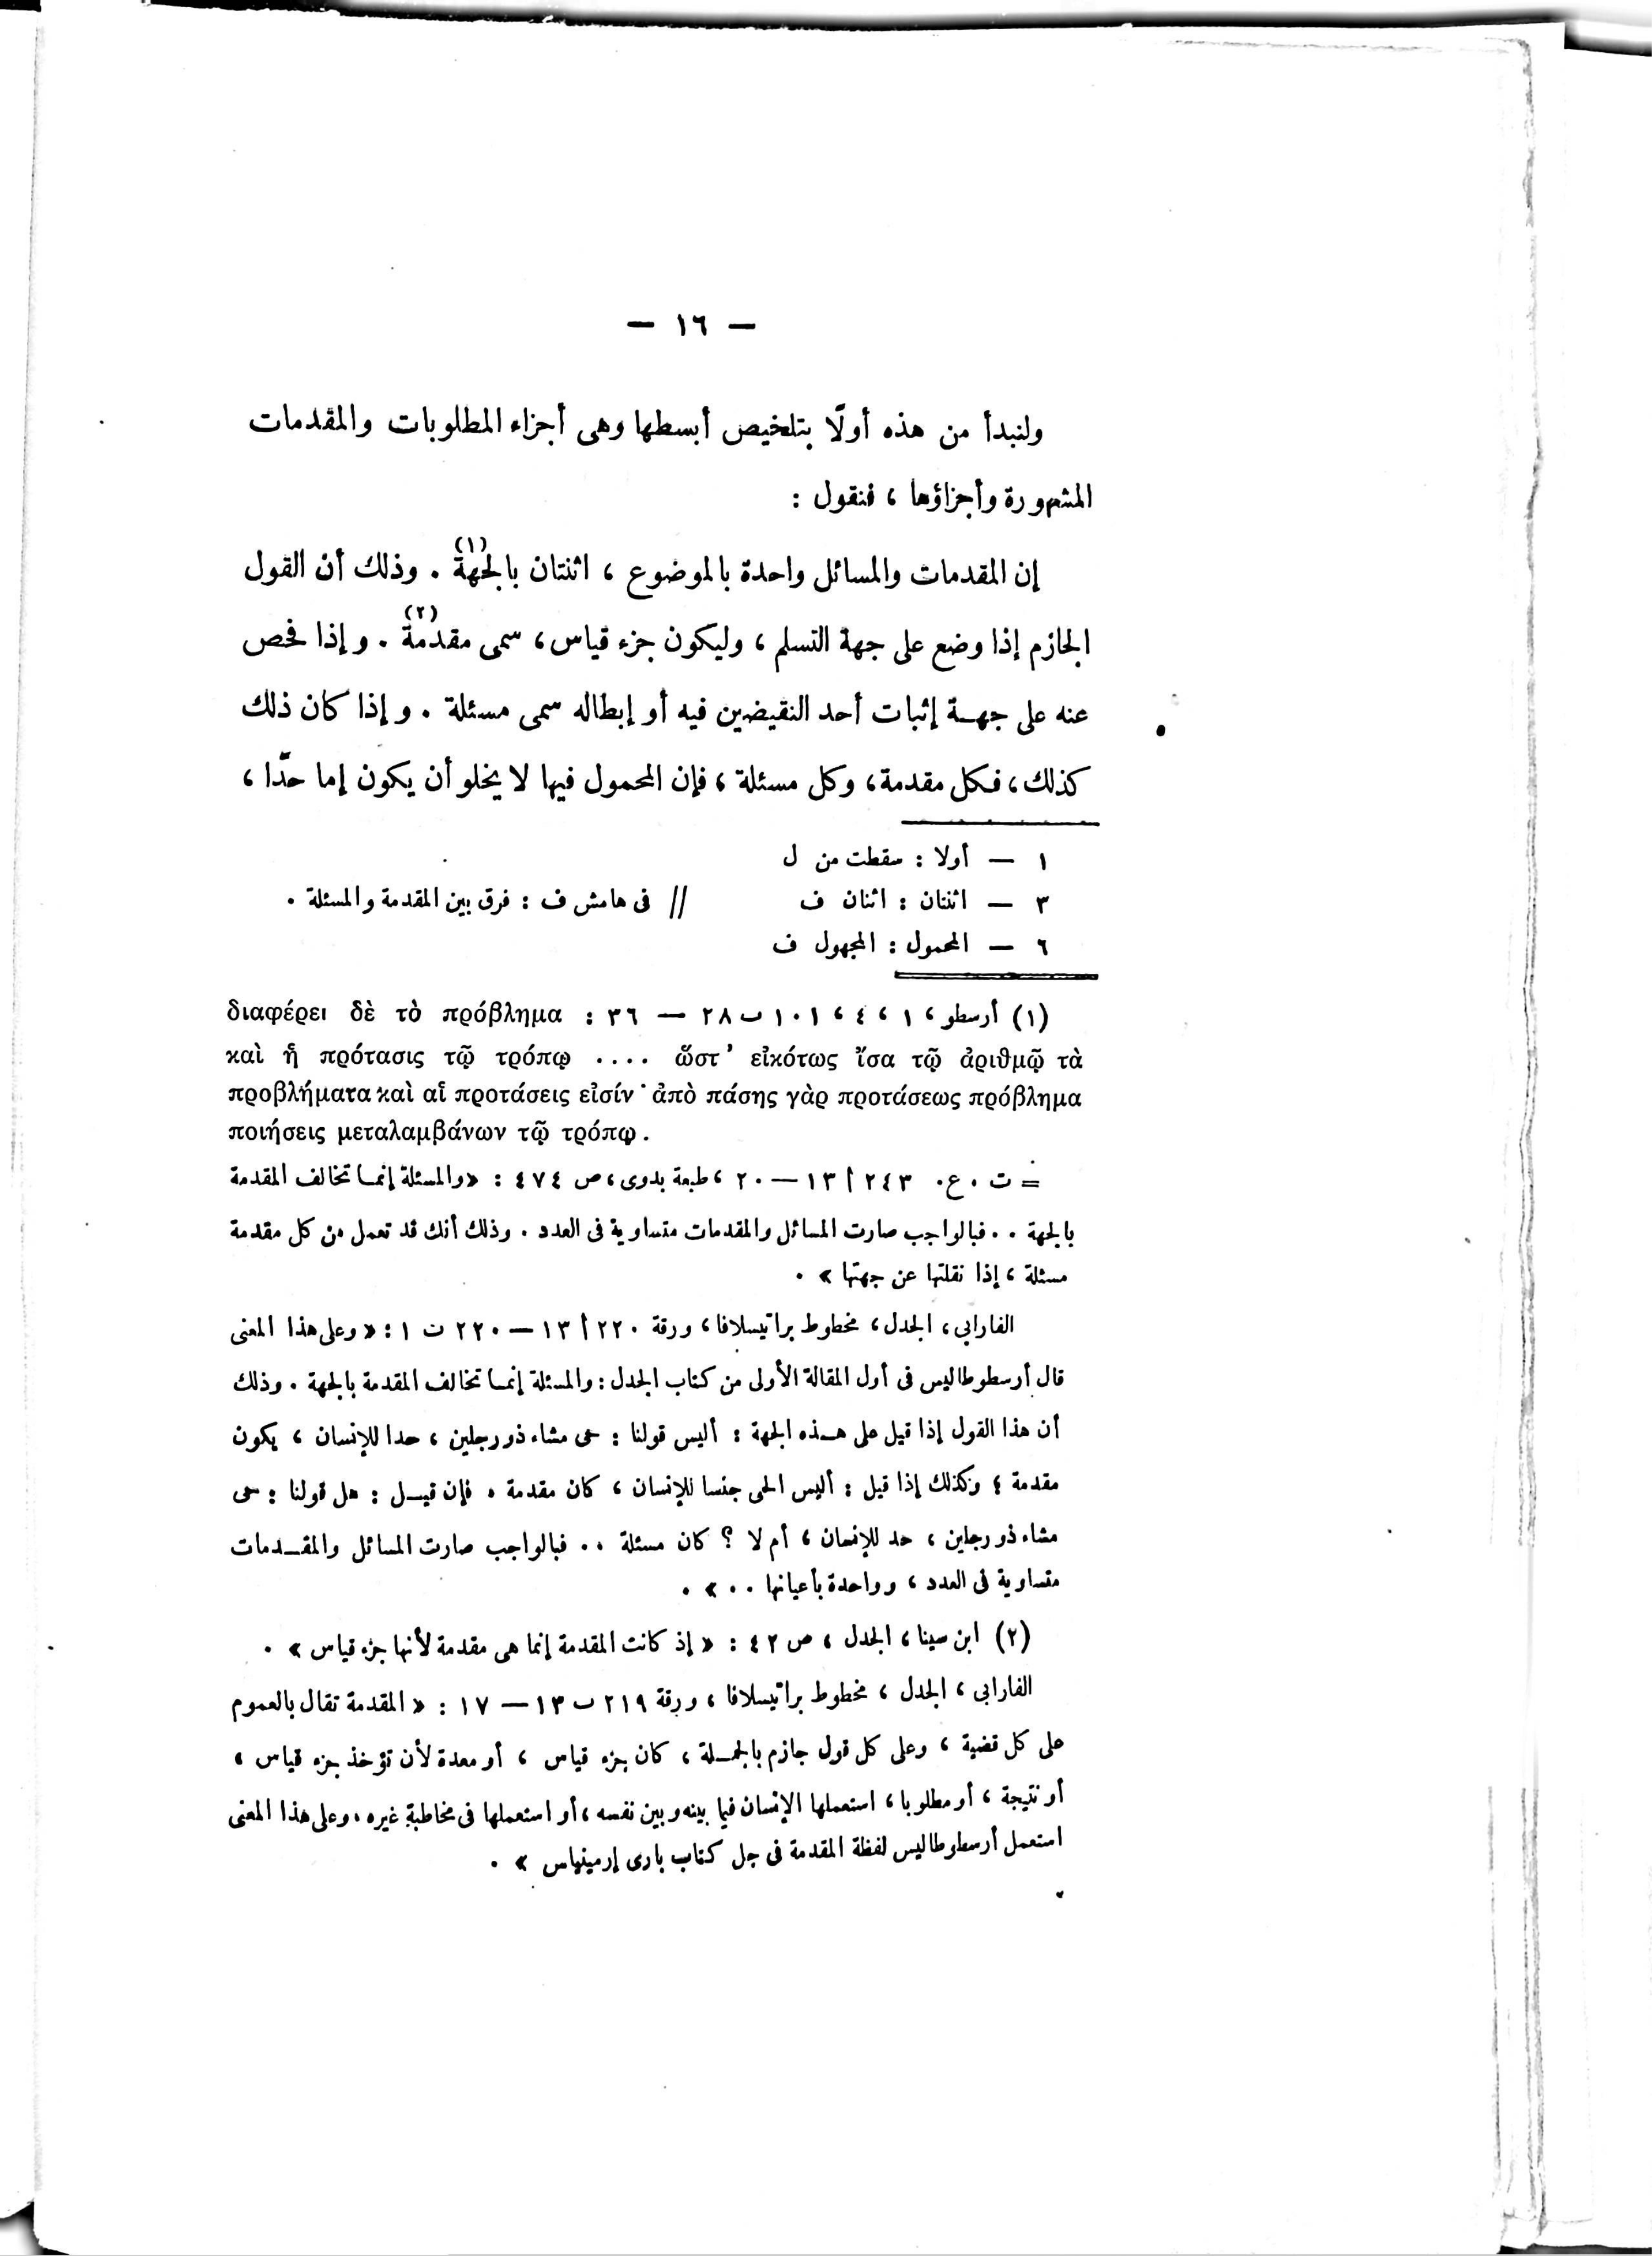 — ١٦ —
ولنبدأ من هذه أولًا بتلخيص أبسطها وهى أجزاء المطلوبات والمقدمات
المشهورة وأجزاؤها ، فنقول :
إن المقدمات والمسائل واحدة بالموضوع ، اثنتان بالجهة (١) . وذلك أن القول
الجازم إذا وضع على جهة التسلم ، وليكون جزء قياس ، سمى مقدمة (٢) . وإذا فحص
عنه على جهة إثبات أحد النقيضين فيه أو إبطاله سمى مسئلة . وإذا كان ذلك
كذلك ، فكل مقدمة ، وكل مسئلة ، فإن المحمول فيها لا يخلو أن يكون إما حدّا ،
١ — أولا : سقطت من ل
٣ — اثنتان : اثنان ف // فى هامش ف : فرق بين المقدمة والمسئلة .
٦ — المحمول : المجهول ف
(١) أرسطو ، ١ ، ٤ ، ١٠١ ب ٢٨ — ٣٦ : διαφέρει δὲ τὸ πρόβλημα
καὶ ἡ πρότασις τῷ τρόπῳ .... ὥστ’ εἰκότως ἴσα τῷ ἀριθμῷ τὰ
προβλήματα καὶ αἱ προτάσεις εἰσίν˙ ἀπὸ πάσης γὰρ προτάσεως πρόβλημα
ποιήσεις μεταλαμβάνων τῷ τρόπῳ.
= ت . ع . ٢٤٣ أ ١٣ — ٢٠ ، طبعة بدوى ، ص ٤٧٤ : « والمسئلة إنما تخالف المقدمة
بالجهة . . فبالواجب صارت المسائل والمقدمات متساوية فى العدد . وذلك أنك قد تعمل من كل مقدمة
مسئلة ، إذا نقلتها عن جهتها » .
الفارابى ، الجدل ، مخطوط براتيسلافا ، ورقة ٢٢٠ أ ١٣ — ٢٢٠ ت ١ : « وعلى هذا المعنى
قال أرسطوطاليس فى أول المقالة الأولى من كتاب الجدل : والمسئلة إنما تخالف المقدمة بالجهة . وذلك
أن هذا القول إذا قيل على هذه الجهة : أليس قولنا : حى مشاء ذو رجلين ، حدا للإنسان ، يكون
مقدمة ؛ وكذلك إذا قيل : أليس الحى جنسا للإنسان ، كان مقدمة . فإن قيل : هل قولنا : حى
مشاء ذو رجلين ، حد للإنسان ، أم لا ؟ كان مسئلة . . فبالواجب صارت المسائل والمقدمات
متساوية فى العدد ، وواحدة بأعيانها . . » .
(٢) ابن سينا ، الجدل ، ص ٤٢ : « إذ كانت المقدمة إنما هى مقدمة لأنها جزء قياس » .
الفارابى ، الجدل ، مخطوط براتيسلافا ، ورقة ٢١٩ ب ١٣ — ١٧ : « المقدمة تقال بالعموم
على كل قضية ، وعلى كل قول جازم بالجملة ، كان جزء قياس ، أو معدة لأن تؤخذ جزء قياس ،
أو نتيجة ، أو مطلوبا ، استعملها الإنسان فيما بينه وبين نفسه ، أو استعملها فى مخاطبة غيره . وعلى هذا المعنى
استعمل أرسطوطاليس لفظة المقدمة فى جل كتاب بارى إرمينياس » .